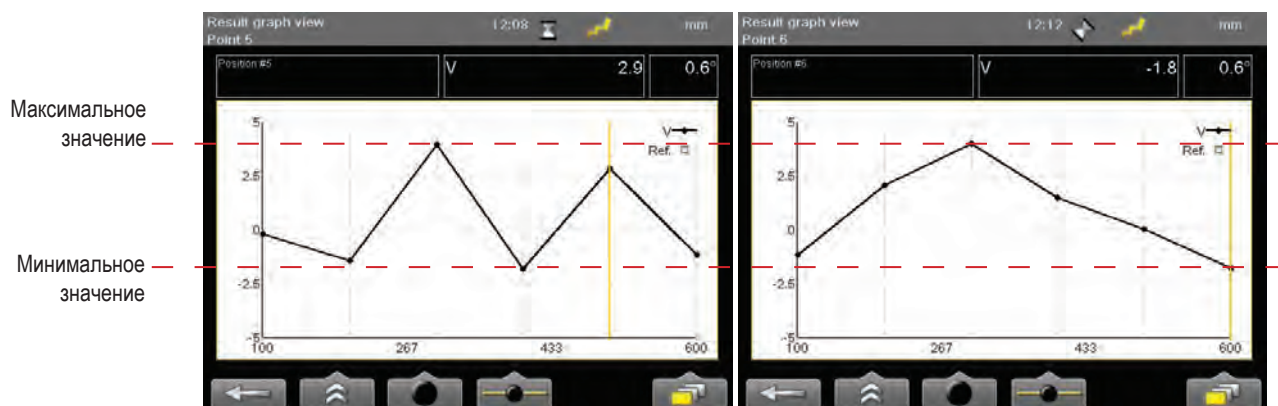 Максимальное
значение
Минимальное
значение
Result graph view 12:08 mm
Point 5
Position #5 V 2.9 0.6°
5
V
Ref.
2.5
0
-2.5
-5
100 267 433 600
Result graph view 12:12 mm
Point 6
Position #6 V -1.8 0.6°
5
V
Ref.
2.5
0
-2.5
-5
100 267 433 600